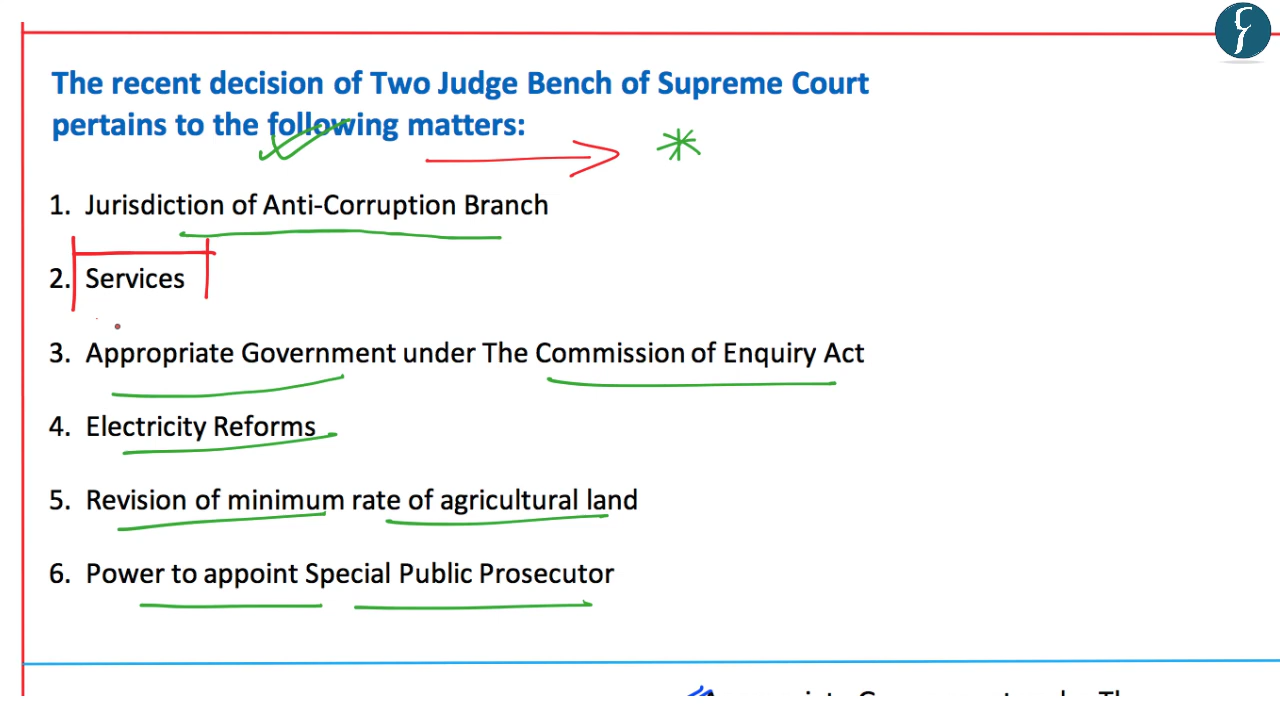 The recent decision of Two Judge Bench of Supreme Court
pertains to the following matters:
1. Jurisdiction of Anti-Corruption Branch
2. Services
3. Appropriate Government under The Commission of Enquiry Act
4. Electricity Reforms
5. Revision of minimum rate of agricultural land
6. Power to appoint Special Public Prosecutor